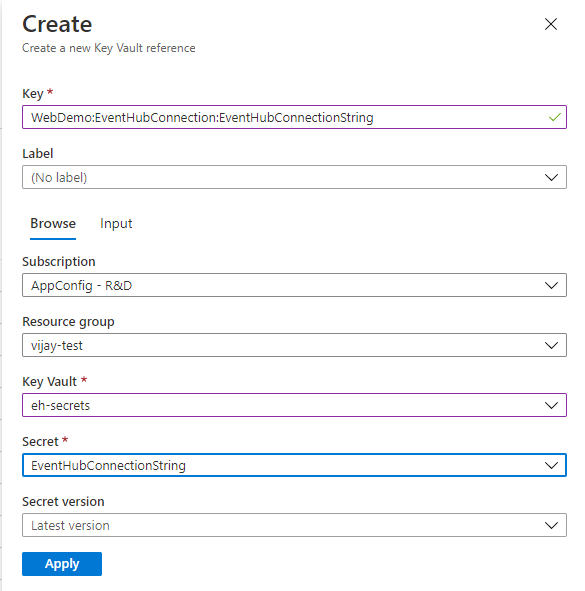 Create
Create a new Key Vault reference
Key *
WebDemo:EventHubConnection:EventHubConnectionString
Label
(No label)
Browse Input
Subscription
AppConfig - R&D
Resource group
vijay-test
Key Vault *
eh-secrets
Secret *
EventHubConnectionString
Secret version
Latest version
Apply